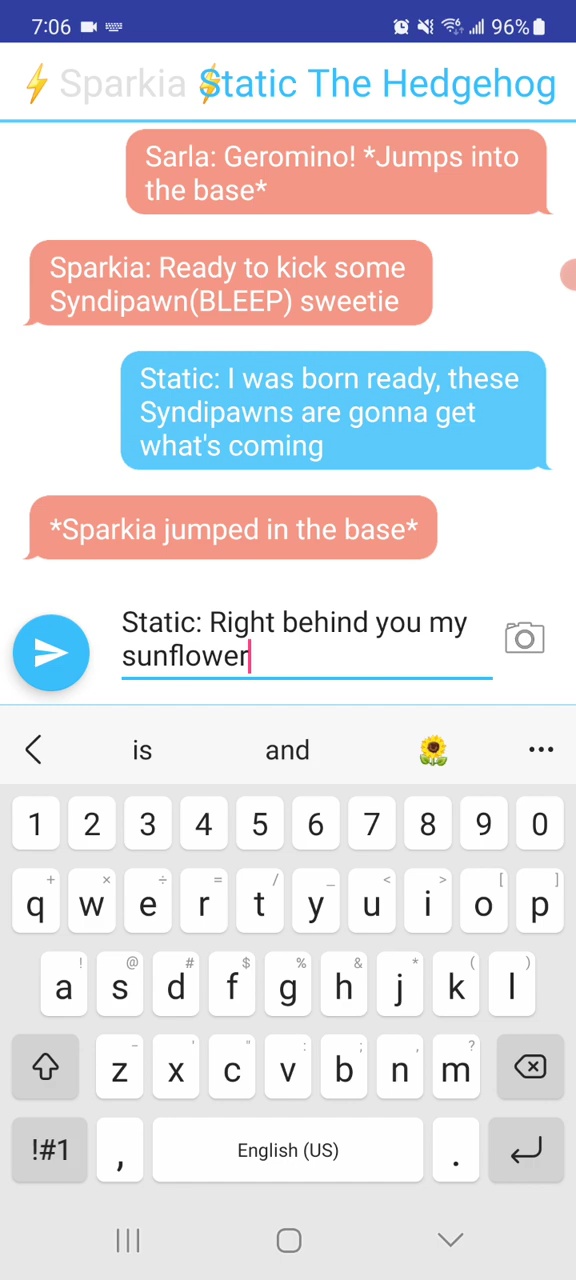 7:06 96%
⚡ Sparkia ⚡Static The Hedgehog
Sarla: Geromino! *Jumps into
the base*
Sparkia: Ready to kick some
Syndipawn(BLEEP) sweetie
Static: I was born ready, these
Syndipawns are gonna get
what's coming
*Sparkia jumped in the base*
Static: Right behind you my
sunflower
is and 🌻 •••
1 2 3 4 5 6 7 8 9 0
+ × ÷ = / _ < > [ ]
q w e r t y u i o p
! @ # $ % & * ( )
a s d f g h j k l
- ' " : ; , ?
z x c v b n m
!#1 , English (US) .